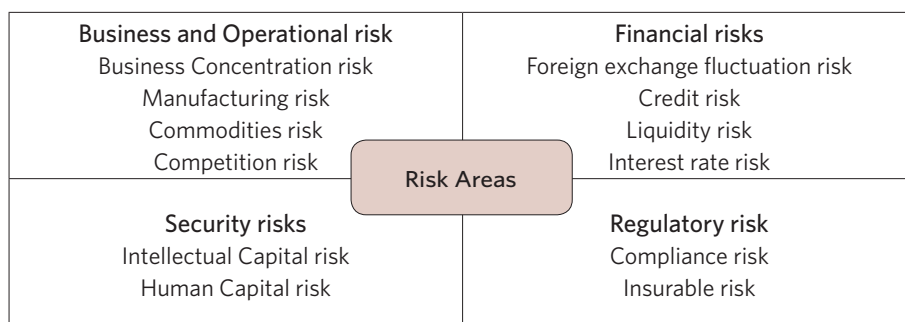 Business and Operational risk
Business Concentration risk
Manufacturing risk
Commodities risk
Competition risk
Financial risks
Foreign exchange fluctuation risk
Credit risk
Liquidity risk
Interest rate risk
Risk Areas
Security risks
Intellectual Capital risk
Human Capital risk
Regulatory risk
Compliance risk
Insurable risk